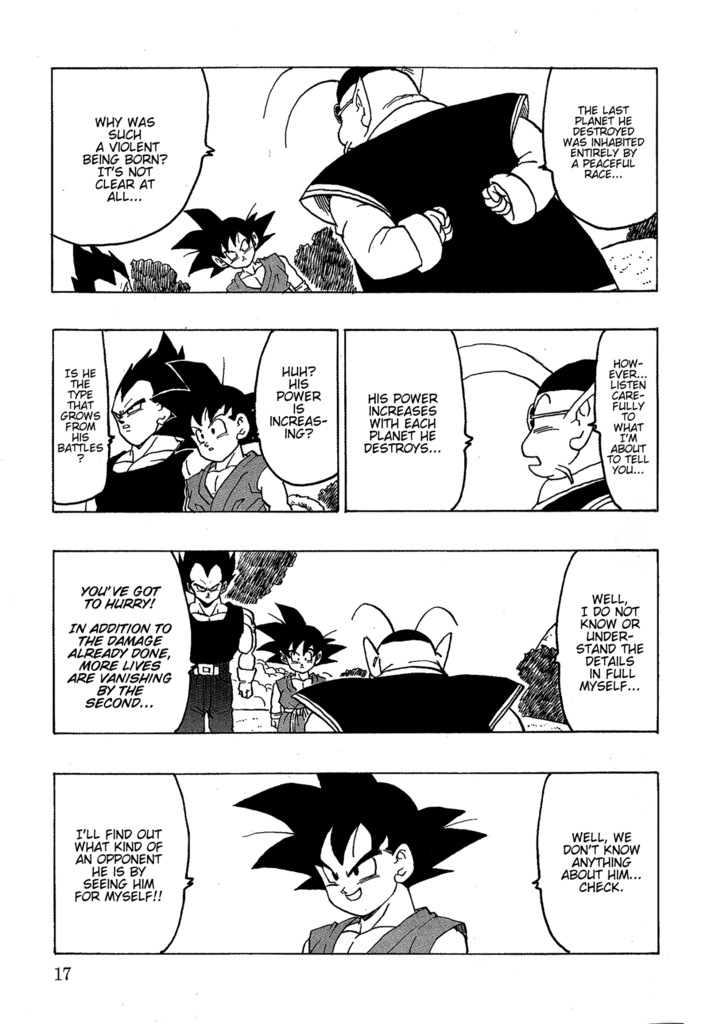 THE LAST
PLANET HE
DESTROYED
WAS INHABITED
ENTIRELY BY
A PEACEFUL
RACE...
WHY WAS
SUCH
A VIOLENT
BEING BORN?
IT'S NOT
CLEAR AT
ALL...
HOW-
EVER...
LISTEN
CARE-
FULLY
TO
WHAT
I'M
ABOUT
TO TELL
YOU...
HIS POWER
INCREASES
WITH EACH
PLANET HE
DESTROYS...
HUH?
HIS
POWER
IS
INCREAS-
ING?
IS HE
THE
TYPE
THAT
GROWS
FROM
HIS
BATTLES
?
WELL,
I DO NOT
KNOW OR
UNDER-
STAND THE
DETAILS
IN FULL
MYSELF...
YOU'VE GOT
TO HURRY!
IN ADDITION TO
THE DAMAGE
ALREADY DONE,
MORE LIVES
ARE VANISHING
BY THE
SECOND...
WELL, WE
DON'T KNOW
ANYTHING
ABOUT HIM...
CHECK.
I'LL FIND OUT
WHAT KIND OF
AN OPPONENT
HE IS BY
SEEING HIM
FOR MYSELF!!
17